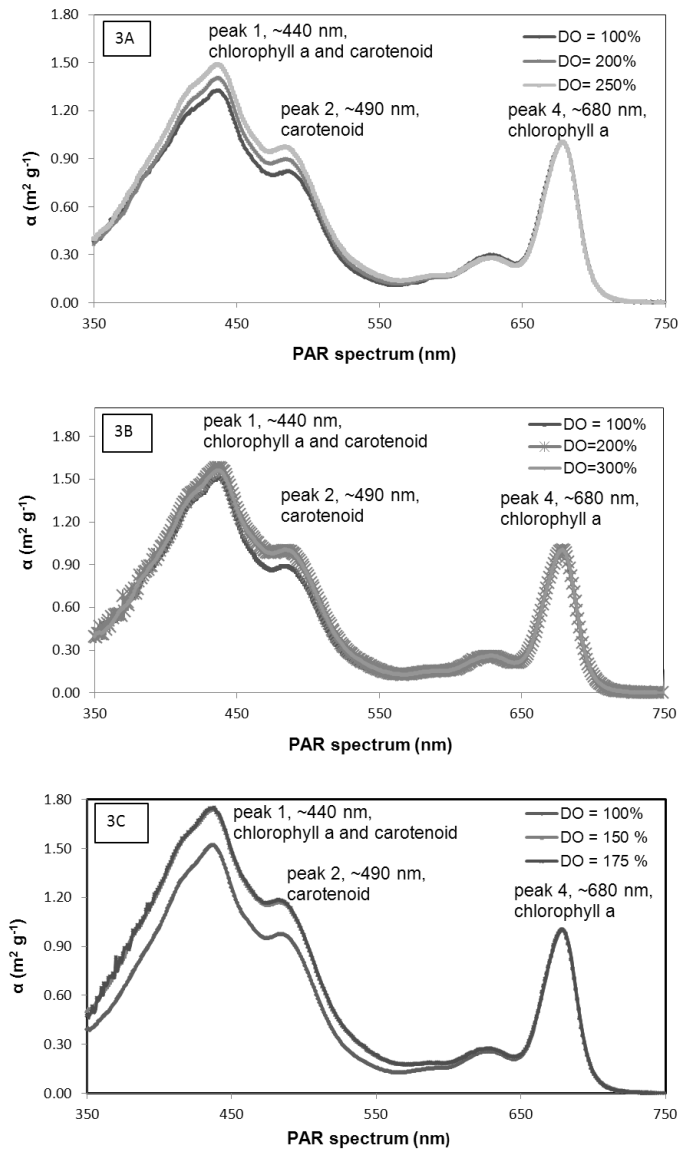 3A
peak 1, ~440 nm,
chlorophyll a and carotenoid
peak 2, ~490 nm,
carotenoid
peak 4, ~680 nm,
chlorophyll a
DO = 100%
DO= 200%
DO= 250%
1.80
1.50
1.20
0.90
0.60
0.30
0.00
α (m² g⁻¹)
350
450
550
650
750
PAR spectrum (nm)
3B
peak 1, ~440 nm,
chlorophyll a and carotenoid
peak 2, ~490 nm,
carotenoid
peak 4, ~680 nm,
chlorophyll a
DO = 100%
DO=200%
DO=300%
1.80
1.50
1.20
0.90
0.60
0.30
0.00
α (m² g⁻¹)
350
450
550
650
750
PAR spectrum (nm)
3C
peak 1, ~440 nm,
chlorophyll a and carotenoid
peak 2, ~490 nm,
carotenoid
peak 4, ~680 nm,
chlorophyll a
DO = 100%
DO = 150 %
DO = 175 %
1.80
1.50
1.20
0.90
0.60
0.30
0.00
α (m² g⁻¹)
350
450
550
650
750
PAR spectrum (nm)